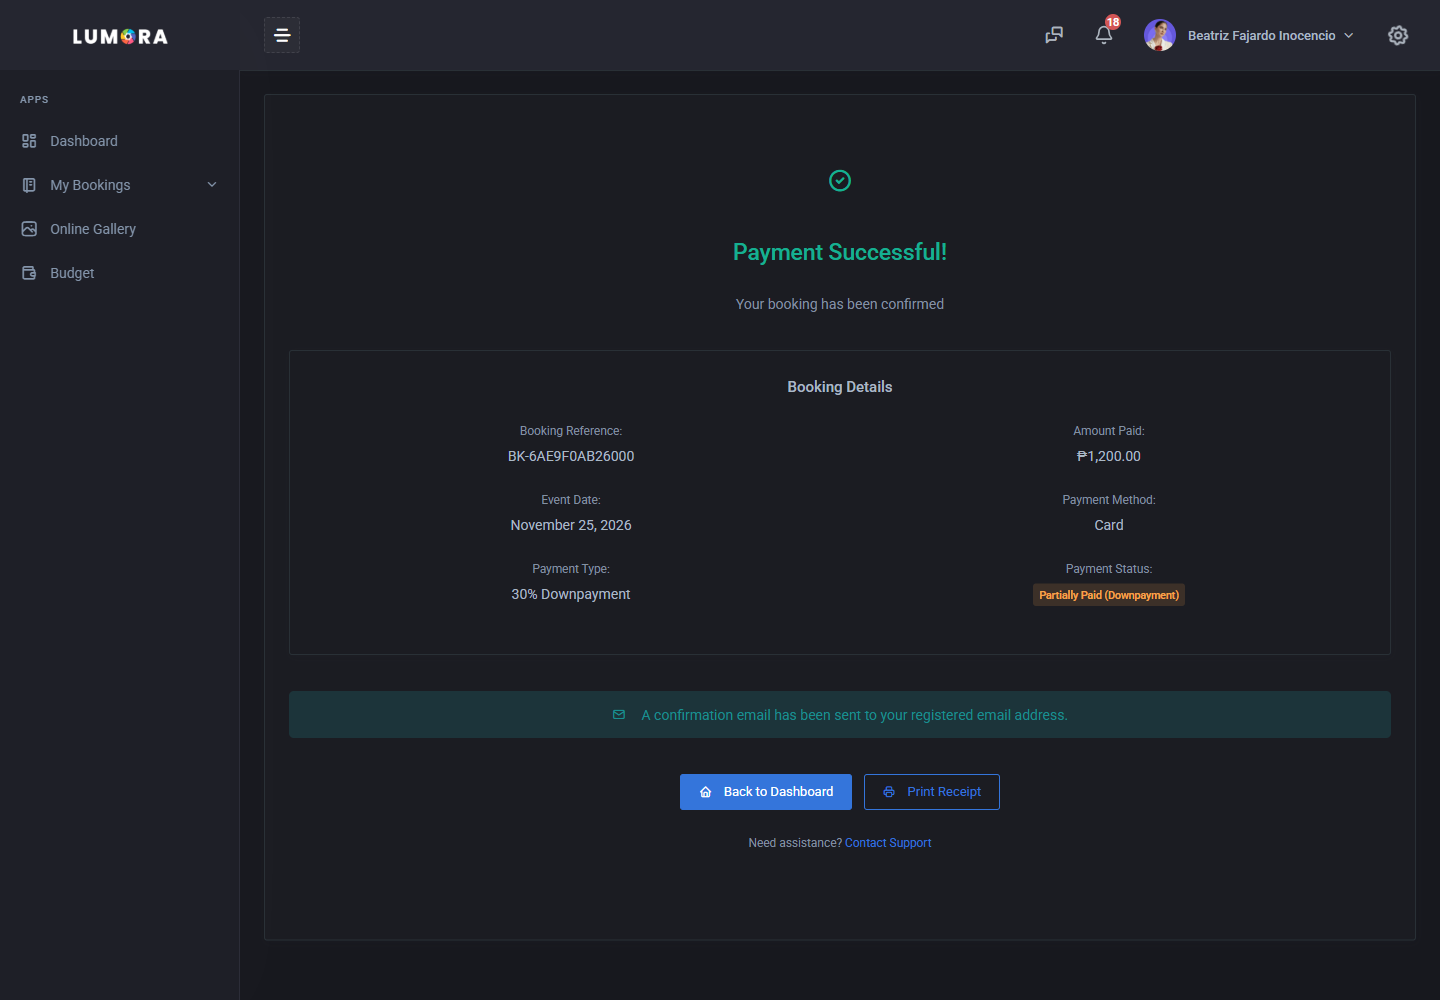 LUMORA
18
Beatriz Fajardo Inocencio
APPS
Dashboard
My Bookings
Online Gallery
Budget
Payment Successful!
Your booking has been confirmed
Booking Details
Booking Reference:
BK-6AE9F0AB26000
Amount Paid:
₱1,200.00
Event Date:
November 25, 2026
Payment Method:
Card
Payment Type:
30% Downpayment
Payment Status:
Partially Paid (Downpayment)
A confirmation email has been sent to your registered email address.
Back to Dashboard
Print Receipt
Need assistance? Contact Support